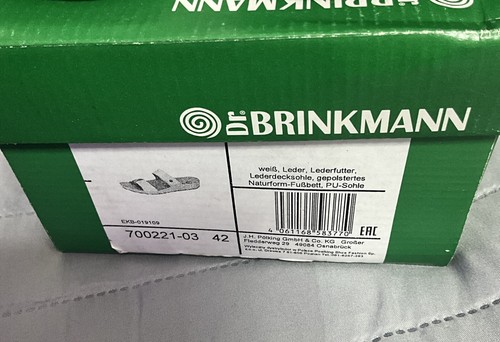 BRINKMANN
Dr. BRINKMANN
weiß, Leder, Lederfutter,
Lederdecksohle, gepolstertes
Naturform-Fußbett, PU-Sohle
EKB-019109
700221-03 42
4 061168 583770
EAC
J.H. Pölking GmbH & Co. KG Großer
Fledderweg 29 49084 Osnabrück